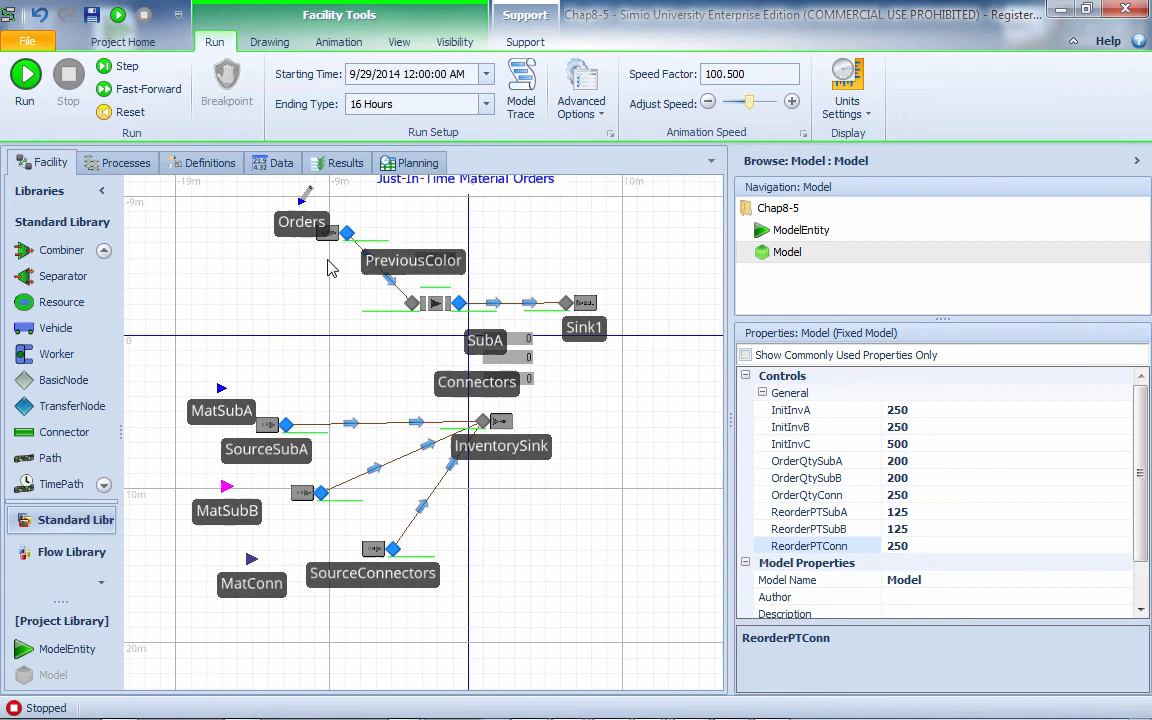 Facility Tools
Support
Chap8-5 - Simio University Enterprise Edition (COMMERCIAL USE PROHIBITED) - Register...
File
Project Home
Run
Drawing
Animation
View
Visibility
Support
Help
Run
Stop
Step
Fast-Forward
Reset
Run
Breakpoint
Starting Time:
9/29/2014 12:00:00 AM
Ending Type:
16 Hours
Run Setup
Model
Trace
Advanced
Options
Speed Factor:
100.500
Adjust Speed:
Animation Speed
Units
Settings
Display
Facility
Processes
Definitions
Data
Results
Planning
Libraries
Standard Library
Combiner
Separator
Resource
Vehicle
Worker
BasicNode
TransferNode
Connector
Path
TimePath
Standard Libr
Flow Library
[Project Library]
ModelEntity
Model
-19m
-9m
10m
-9m
0
10m
20m
Just-In-Time Material Orders
Orders
PreviousColor
Sink1
SubA
0
0
Connectors
0
MatSubA
SourceSubA
InventorySink
MatSubB
MatConn
SourceConnectors
Browse: Model : Model
Navigation: Model
Chap8-5
ModelEntity
Model
Properties: Model (Fixed Model)
Show Commonly Used Properties Only
Controls
General
InitInvA 250
InitInvB 250
InitInvC 500
OrderQtySubA 200
OrderQtySubB 200
OrderQtyConn 250
ReorderPTSubA 125
ReorderPTSubB 125
ReorderPTConn 250
Model Properties
Model Name Model
Author
Description
ReorderPTConn
Stopped